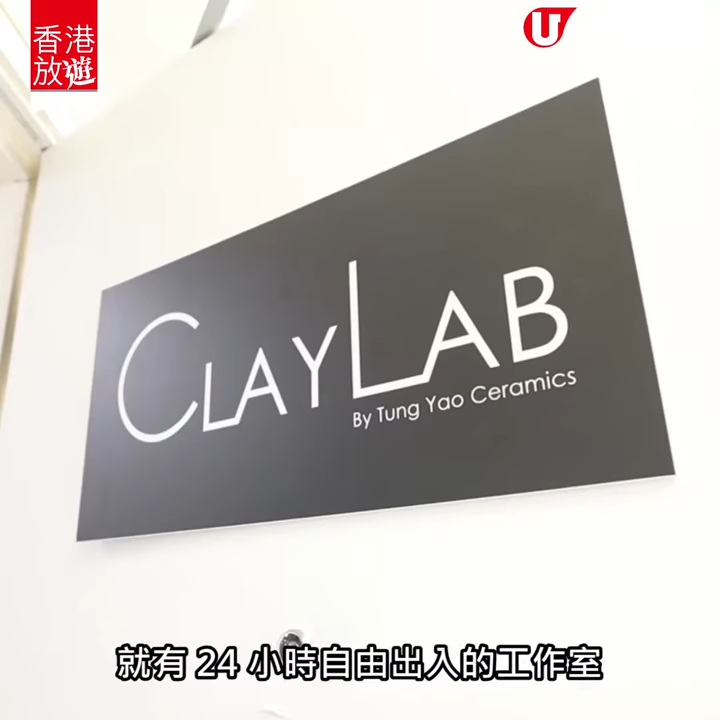 香港
放遊
U
CLAYLAB
By Tung Yao Ceramics
就有 24 小時自由出入的工作室